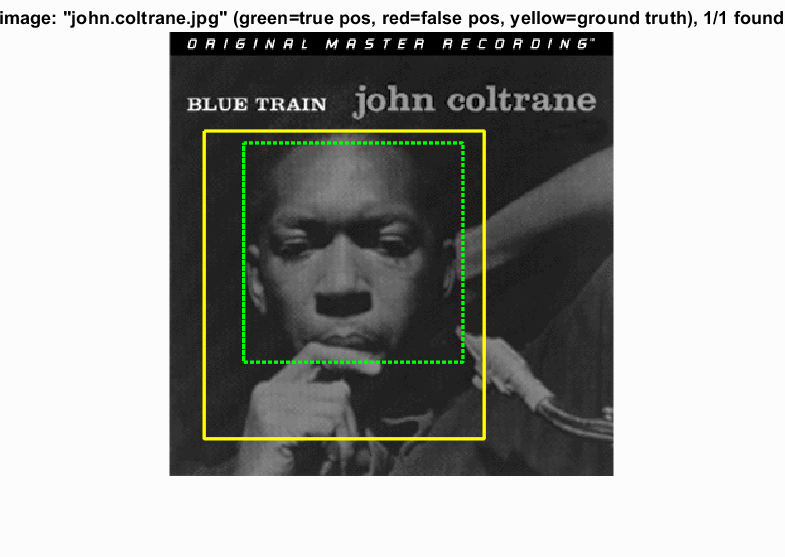 image: "john.coltrane.jpg" (green=true pos, red=false pos, yellow=ground truth), 1/1 found
ORIGINAL MASTER RECORDING™
BLUE TRAIN john coltrane